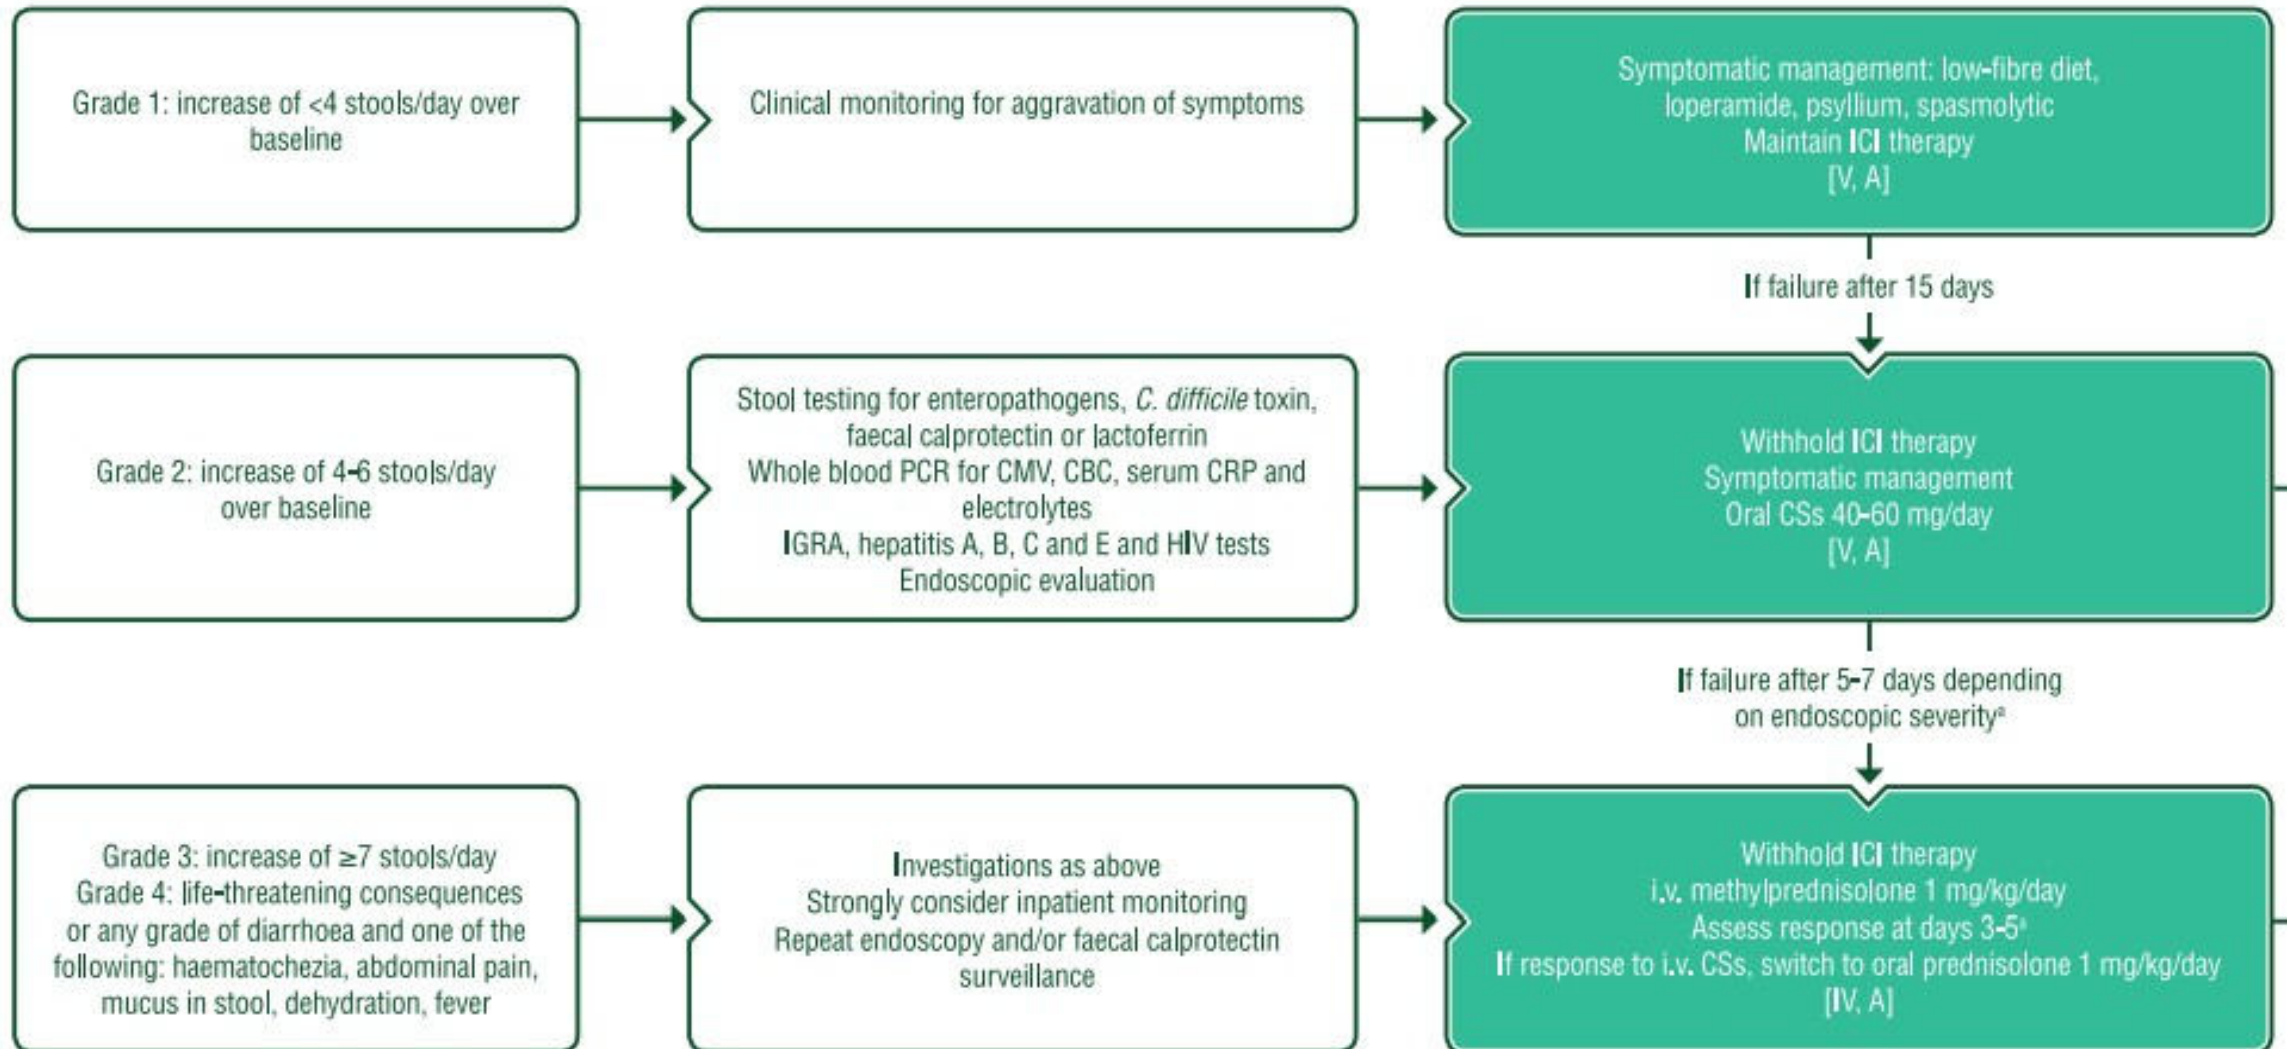 Grade 1: increase of <4 stools/day over
baseline
Clinical monitoring for aggravation of symptoms
Symptomatic management: low-fibre diet,
loperamide, psyllium, spasmolytic
Maintain ICI therapy
[V, A]
If failure after 15 days
Grade 2: increase of 4-6 stools/day
over baseline
Stool testing for enteropathogens, C. difficile toxin,
faecal calprotectin or lactoferrin
Whole blood PCR for CMV, CBC, serum CRP and
electrolytes
IGRA, hepatitis A, B, C and E and HIV tests
Endoscopic evaluation
Withhold ICI therapy
Symptomatic management
Oral CSs 40-60 mg/day
[V, A]
If failure after 5-7 days depending
on endoscopic severityᵃ
Grade 3: increase of ≥7 stools/day
Grade 4: life-threatening consequences
or any grade of diarrhoea and one of the
following: haematochezia, abdominal pain,
mucus in stool, dehydration, fever
Investigations as above
Strongly consider inpatient monitoring
Repeat endoscopy and/or faecal calprotectin
surveillance
Withhold ICI therapy
i.v. methylprednisolone 1 mg/kg/day
Assess response at days 3-5ᵃ
If response to i.v. CSs, switch to oral prednisolone 1 mg/kg/day
[IV, A]